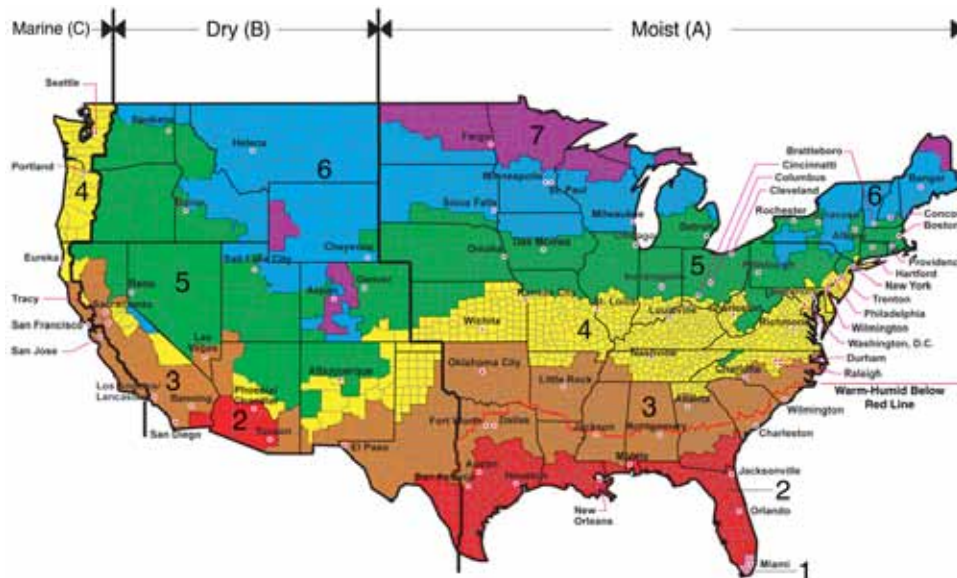 Marine (C)
Dry (B)
Moist (A)
Seattle
Portland
4
Eureka
Tracy
San Francisco
San Jose
San Diego
Helena
6
Boise
Cheyenne
Salt Lake City
Denver
Aspen
Reno
5
Sacramento
Las
Vegas
3
Banning
Phoenix
2
Tucson
Albuquerque
El Paso
Fargo
7
Minneapolis
St. Paul
Sioux Falls
Milwaukee
Omaha
Des Moines
Chicago
Detroit
Brattleboro
Cincinnati
Columbus
Cleveland
Rochester
Albany
6
Bangor
Boston
Providence
Hartford
New York
Trenton
Philadelphia
Wilmington
Washington, D.C.
Durham
Raleigh
Warm-Humid Below
Red Line
Wilmington
Charleston
5
Pittsburgh
Indianapolis
Kansas City
St. Louis
Louisville
Richmond
Wichita
4
Nashville
Charlotte
Oklahoma City
Little Rock
3
Atlanta
Fort Worth
Dallas
Jackson
Montgomery
Mobile
Austin
San Antonio
Houston
New
Orleans
Jacksonville
2
Orlando
Miami
1